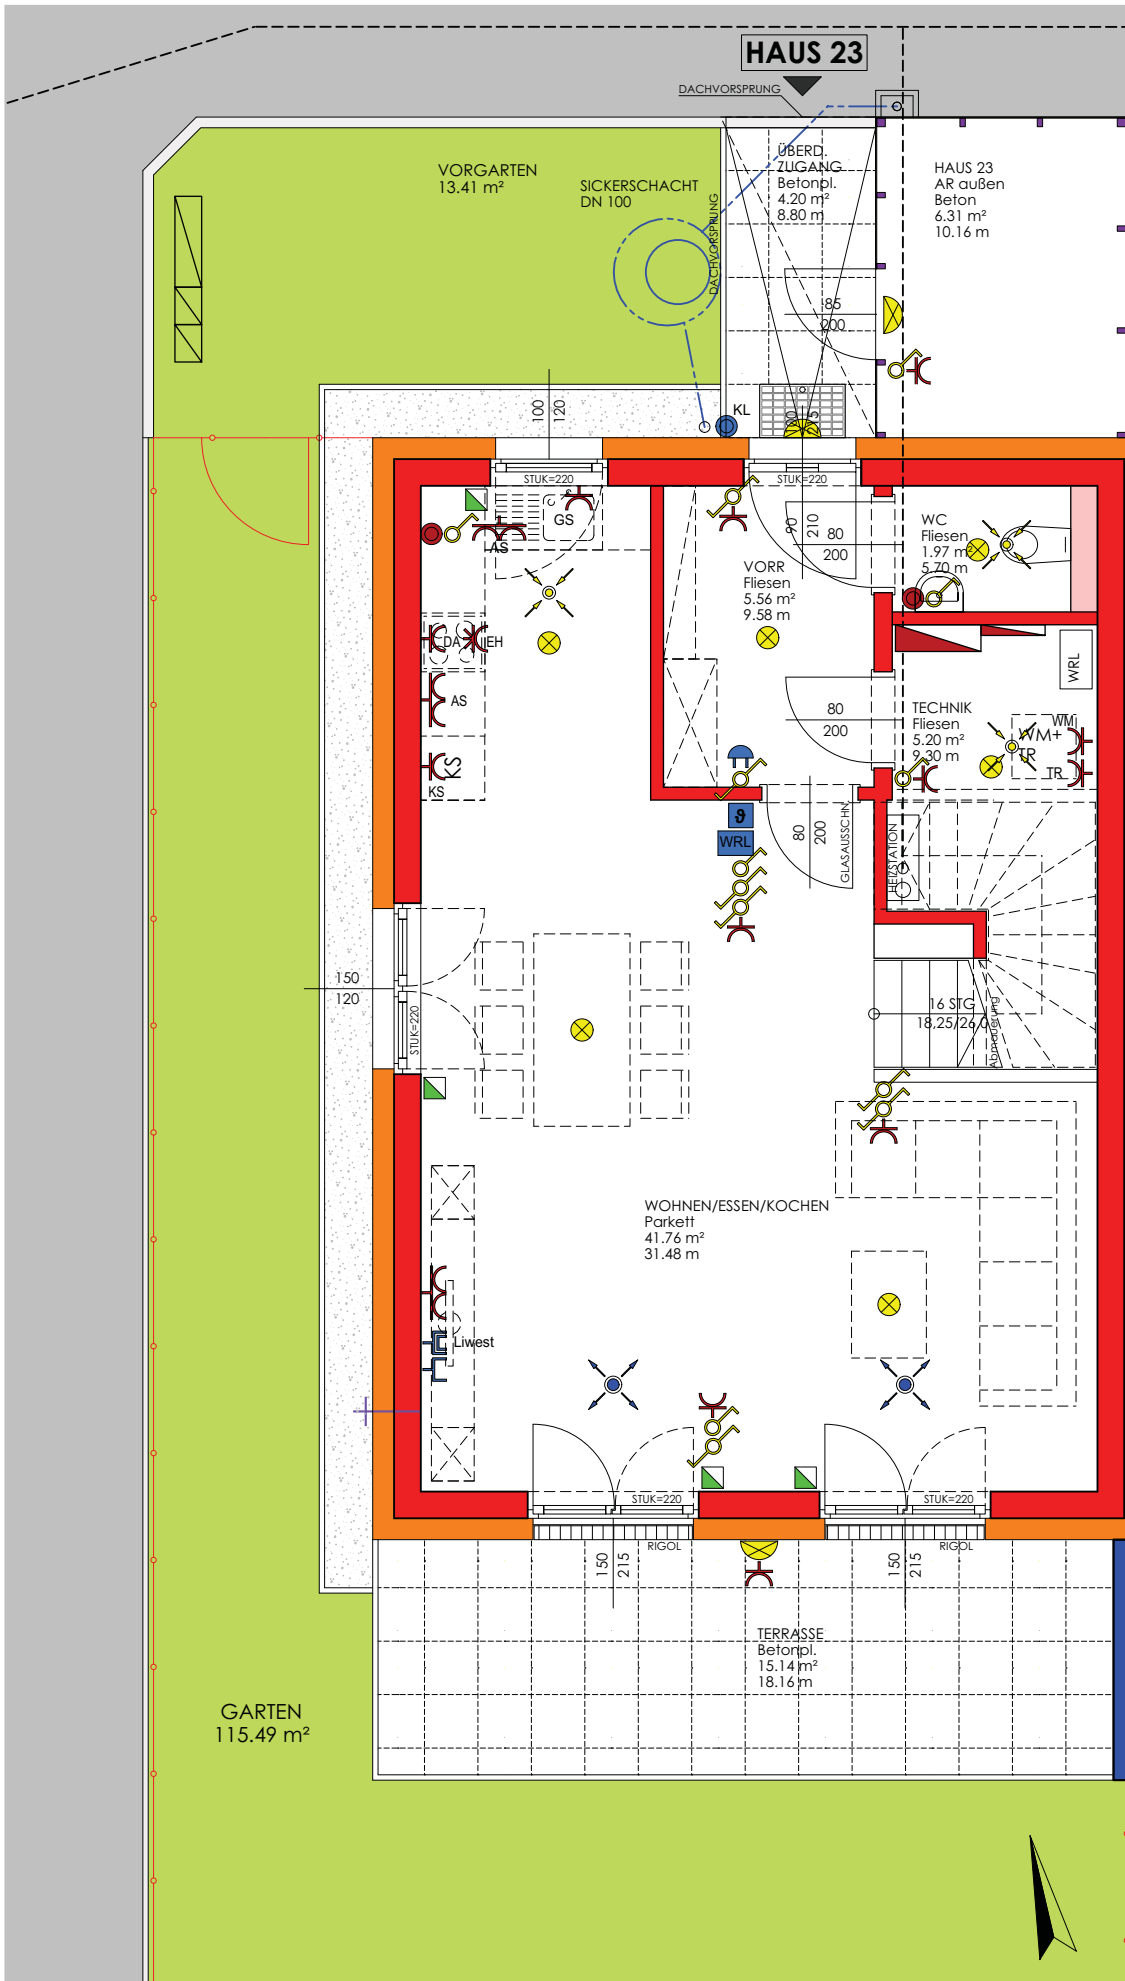 HAUS 23
DACHVORSPRUNG
VORGARTEN
13.41 m²
SICKERSCHACHT
DN 100
DACHVORSPRUNG
ÜBERD.
ZUGANG
Betonpl.
4.20 m²
8.80 m
HAUS 23
AR außen
Beton
6.31 m²
10.16 m
85
200
100
120
KL
STUK=220
STUK=220
GS
AS
90
210
80
200
WC
Fliesen
1.97 m²
5.70 m
VORR
Fliesen
5.56 m²
9.58 m
DA
EH
AS
KS
KS
WRL
80
200
TECHNIK
Fliesen
5.20 m²
9.30 m
WM
WM+
TR
TR
ϑ
WRL
80
200
GLASAUSSCHN.
HEIZSTATION
150
120
STUK=220
16 STG
18,25/26,0
Abmauerung
WOHNEN/ESSEN/KOCHEN
Parkett
41.76 m²
31.48 m
Liwest
STUK=220
STUK=220
RIGOL
RIGOL
150
215
150
215
TERRASSE
Betonpl.
15.14 m²
18.16 m
GARTEN
115.49 m²